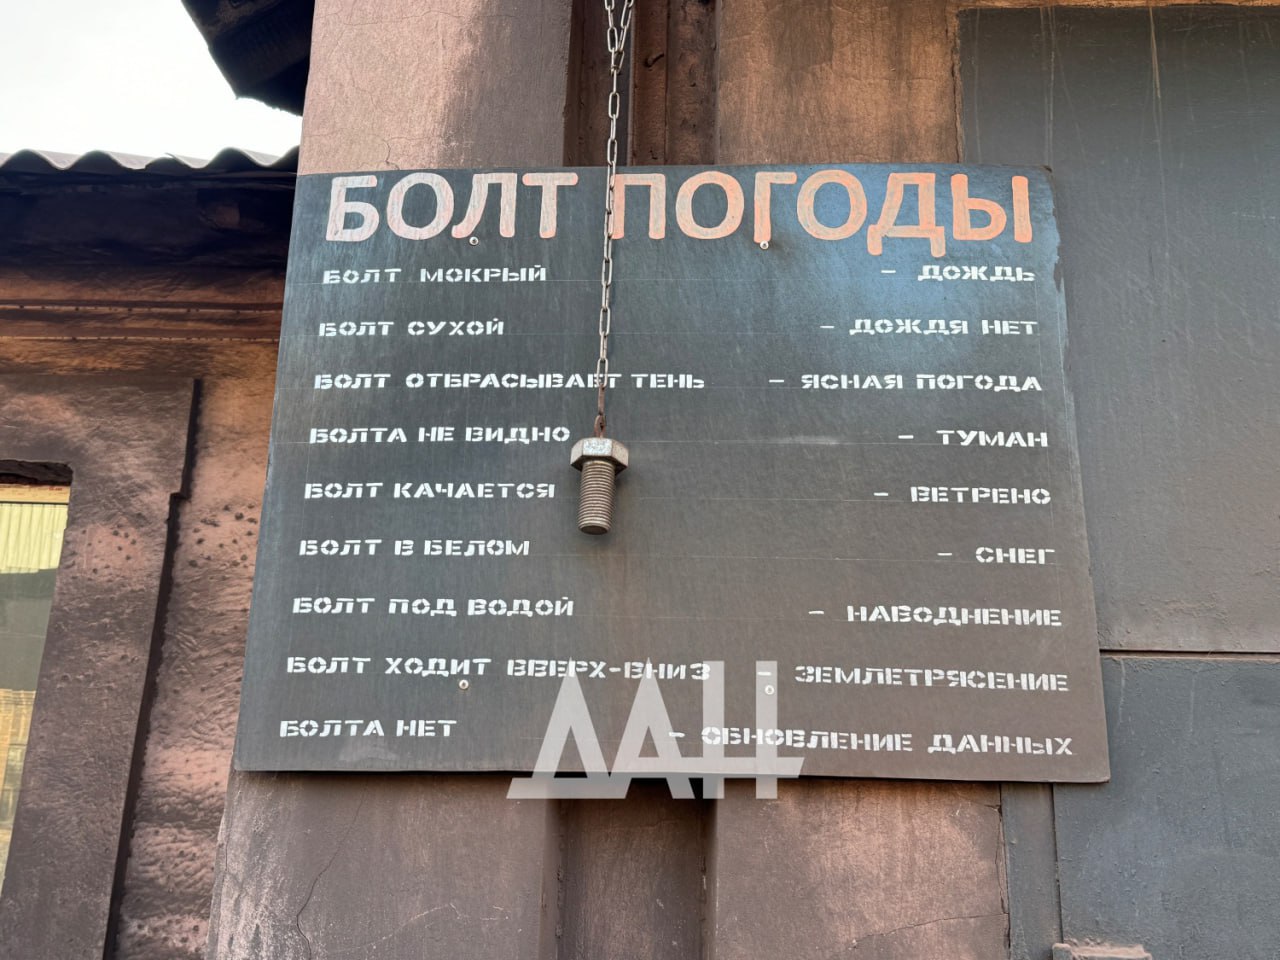 БОЛТ ПОГОДЫ
БОЛТ МОКРЫЙ - ДОЖДЬ
БОЛТ СУХОЙ - ДОЖДЯ НЕТ
БОЛТ ОТБРАСЫВАЕТ ТЕНЬ - ЯСНАЯ ПОГОДА
БОЛТА НЕ ВИДНО - ТУМАН
БОЛТ КАЧАЕТСЯ - ВЕТРЕНО
БОЛТ В БЕЛОМ - СНЕГ
БОЛТ ПОД ВОДОЙ - НАВОДНЕНИЕ
БОЛТ ХОДИТ ВВЕРХ-ВНИЗ - ЗЕМЛЕТРЯСЕНИЕ
БОЛТА НЕТ - ОБНОВЛЕНИЕ ДАННЫХ
ДАН